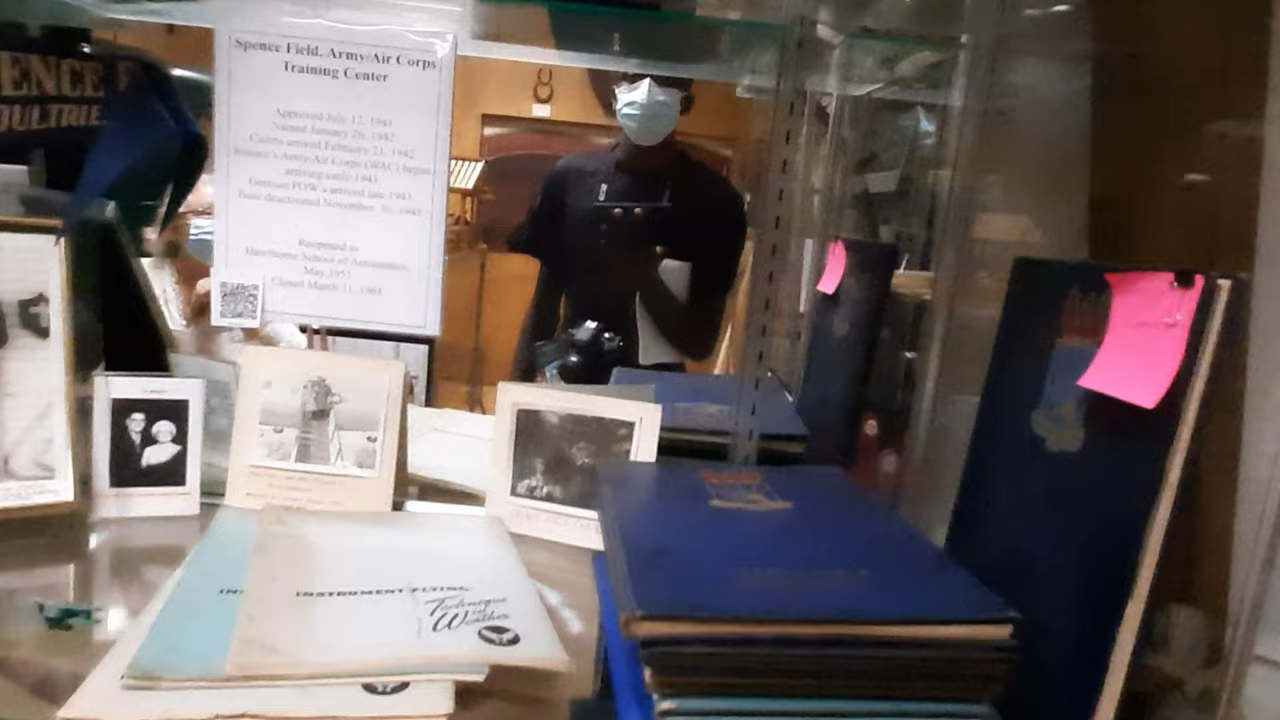 ENCE F
OULTRIE
Spence Field, Army/Air Corps
Training Center
Approved July 12, 1941
Named January 26, 1942
Cadets arrived February 21, 1942
Women's Army/Air Corps (WAC) began
arriving early 1943
German POW's arrived late 1943
Base deactivated November 30, 1945
Reopened as
Hawthorne School of Aeronautics,
May 1951
Closed March 31, 1961
IN
INSTRUMENT FLYING
Technique
in
Weather